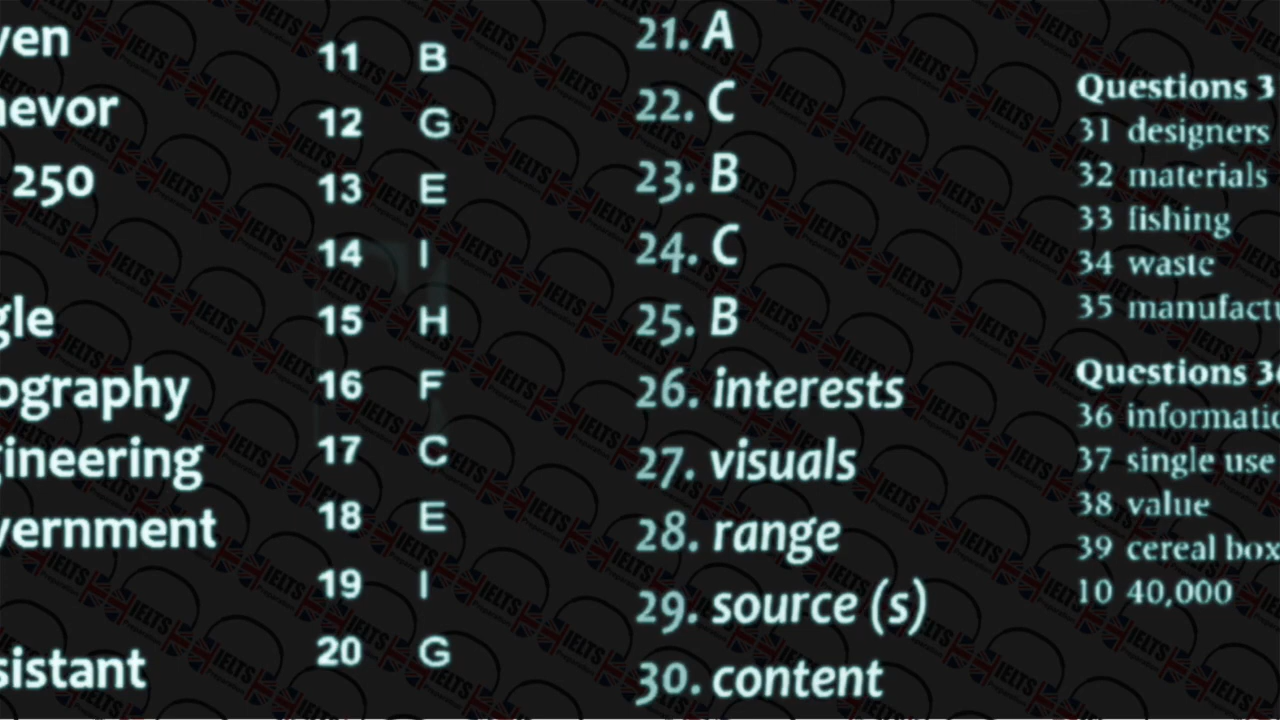 ven
nevor
250
gle
ography
gineering
vernment
sistant
11 B
12 G
13 E
14 I
15 H
16 F
17 C
18 E
19 I
20 G
21. A
22. C
23. B
24. C
25. B
26. interests
27. visuals
28. range
29. source (s)
30. content
Questions 3
31 designers
32 materials
33 fishing
34 waste
35 manufactu
Questions 36
36 informatio
37 single use
38 value
39 cereal box
10 40,000